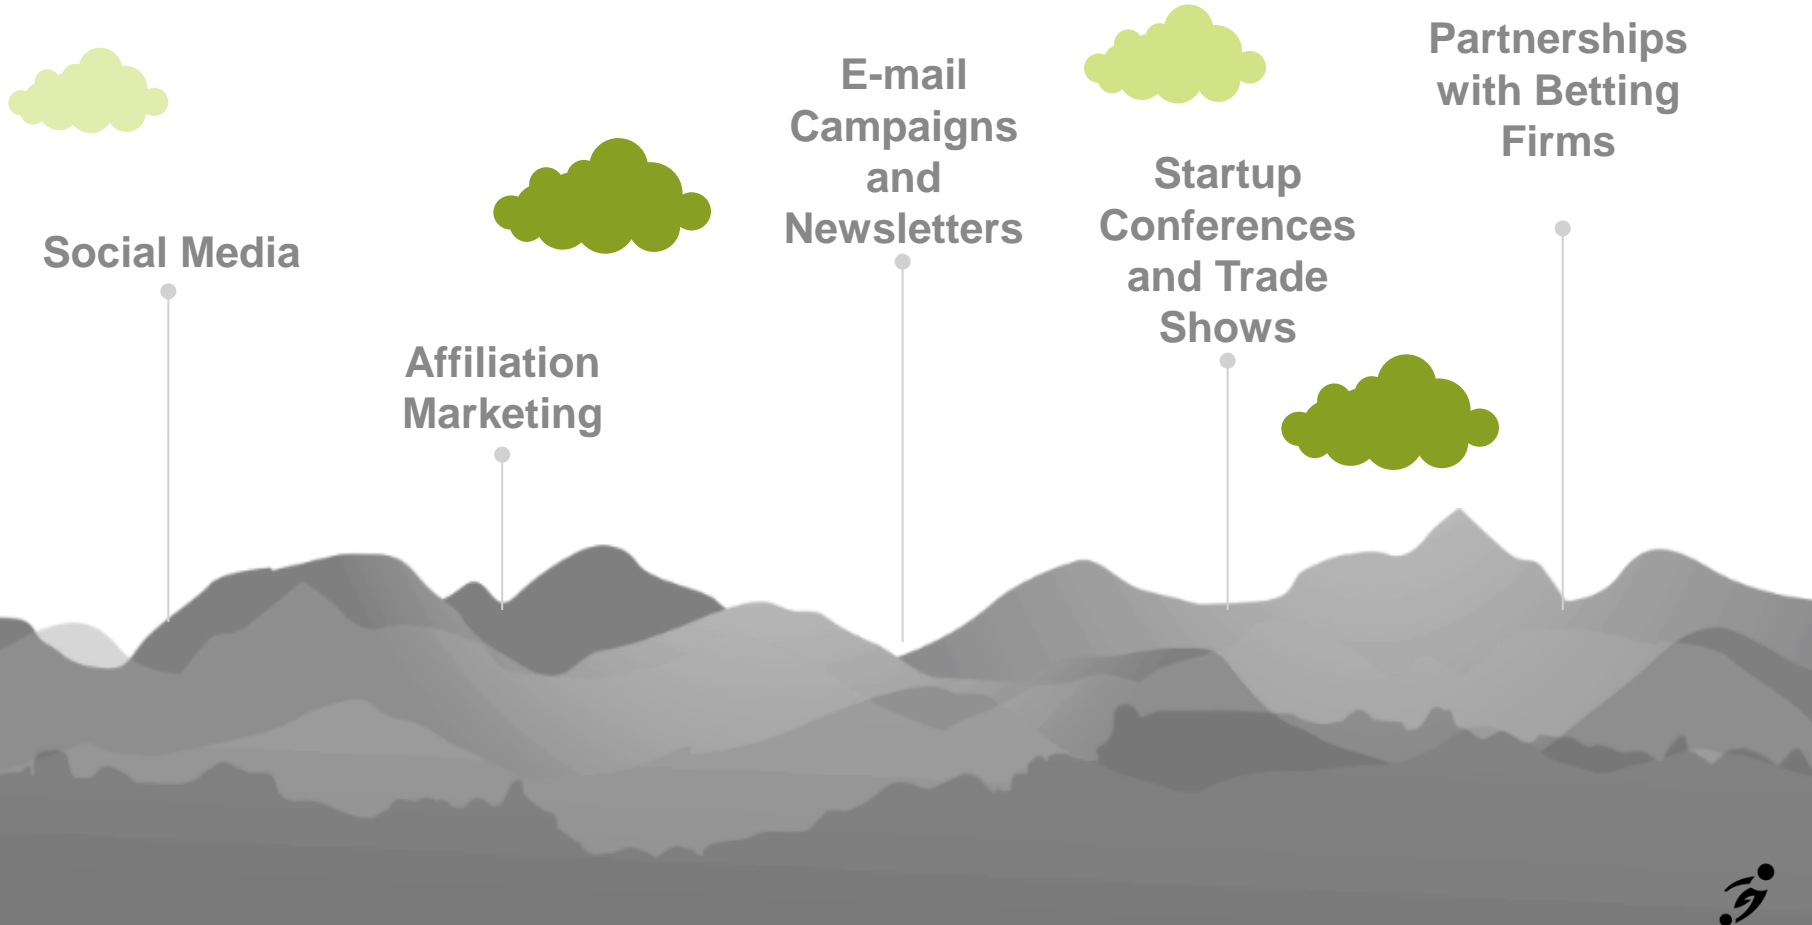 Social Media
Affiliation
Marketing
E-mail
Campaigns
and
Newsletters
Startup
Conferences
and Trade
Shows
Partnerships
with Betting
Firms